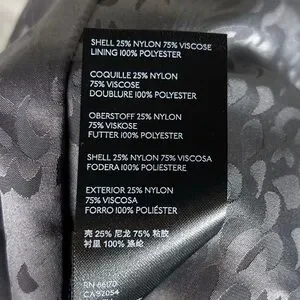 SHELL 25% NYLON 75% VISCOSE
LINING 100% POLYESTER
COQUILLE 25% NYLON
75% VISCOSE
DOUBLURE 100% POLYESTER
OBERSTOFF 25% NYLON
75% VISKOSE
FUTTER 100% POLYESTER
SHELL 25% NYLON 75% VISCOSA
FODERA 100% POLIESTERE
EXTERIOR 25% NYLON
75% VISCOSA
FORRO 100% POLIÉSTER
壳 25% 尼龙 75% 粘胶
衬里 100% 涤纶
RN 66170
CA 52054